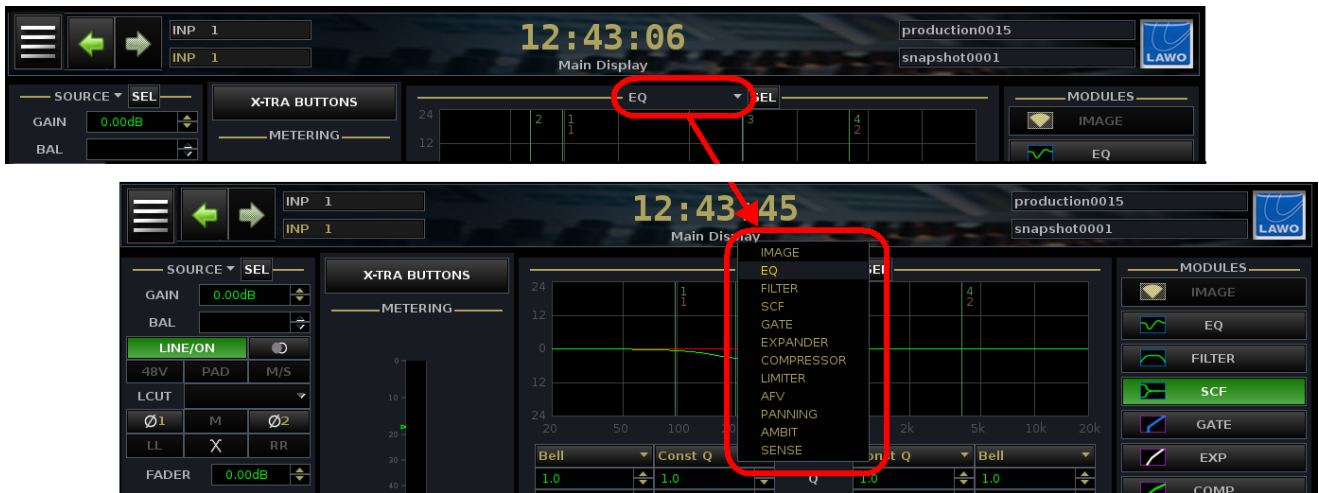 INP 1
INP 1
12:43:06
Main Display
production0015
snapshot0001
LAWO
SOURCE SEL
GAIN 0.00dB
BAL
X-TRA BUTTONS
METERING
EQ SEL
24
12
2 1 3 4
1 2
MODULES
IMAGE
EQ
INP 1
INP 1
12:43:45
Main Display
production0015
snapshot0001
LAWO
SOURCE SEL
GAIN 0.00dB
BAL
LINE/ON
48V PAD M/S
LCUT
Ø1 M Ø2
LL X RR
FADER 0.00dB
X-TRA BUTTONS
METERING
0
10
20
30
40
SEL
24
12
0
12
24
1 4
1 2
20 50 100 2k 5k 10k 20k
IMAGE
EQ
FILTER
SCF
GATE
EXPANDER
COMPRESSOR
LIMITER
AFV
PANNING
AMBIT
SENSE
Bell Const Q Bell
1.0 1.0 Q 1.0 1.0
MODULES
IMAGE
EQ
FILTER
SCF
GATE
EXP
COMP